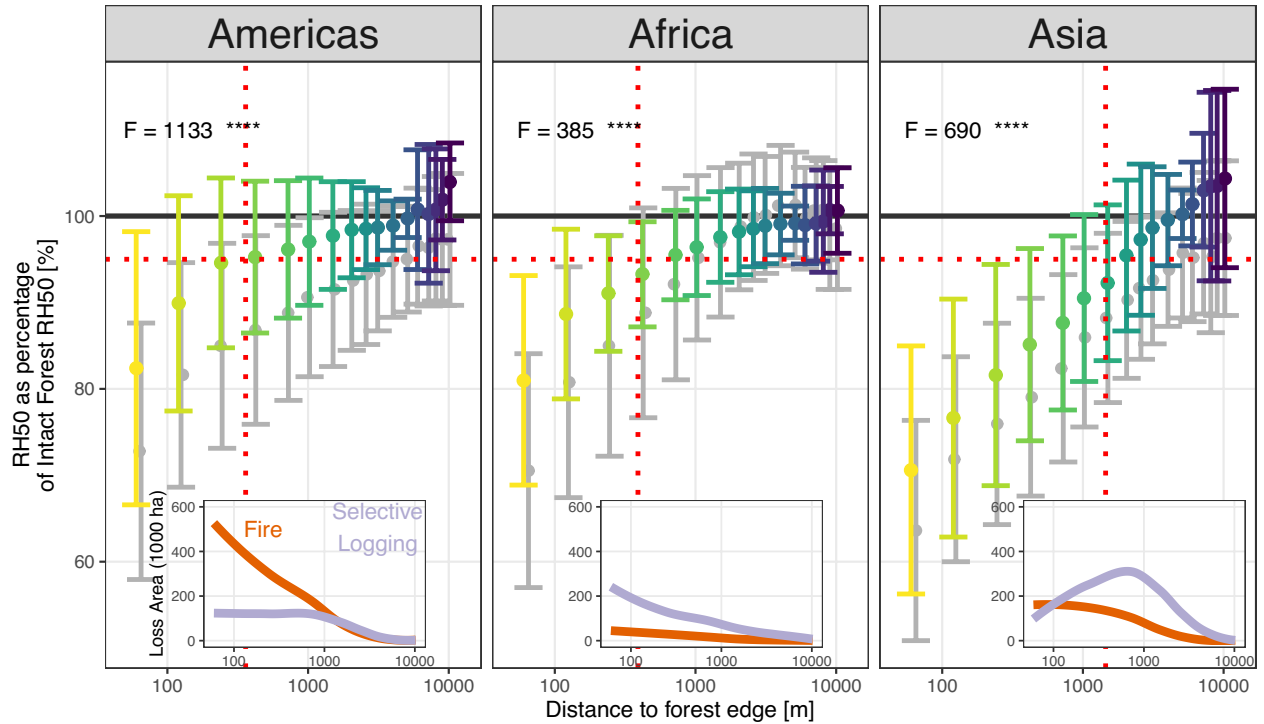 Americas
Africa
Asia
F = 1133 ****
F = 385 ****
F = 690 ****
RH50 as percentage
of Intact Forest RH50 [%]
100
80
60
Loss Area (1000 ha)
600
400
200
0
100
1000
10000
Fire
Selective
Logging
600
400
200
0
100
1000
10000
600
400
200
0
100
1000
10000
100
1000
10000
100
1000
10000
100
1000
10000
Distance to forest edge [m]